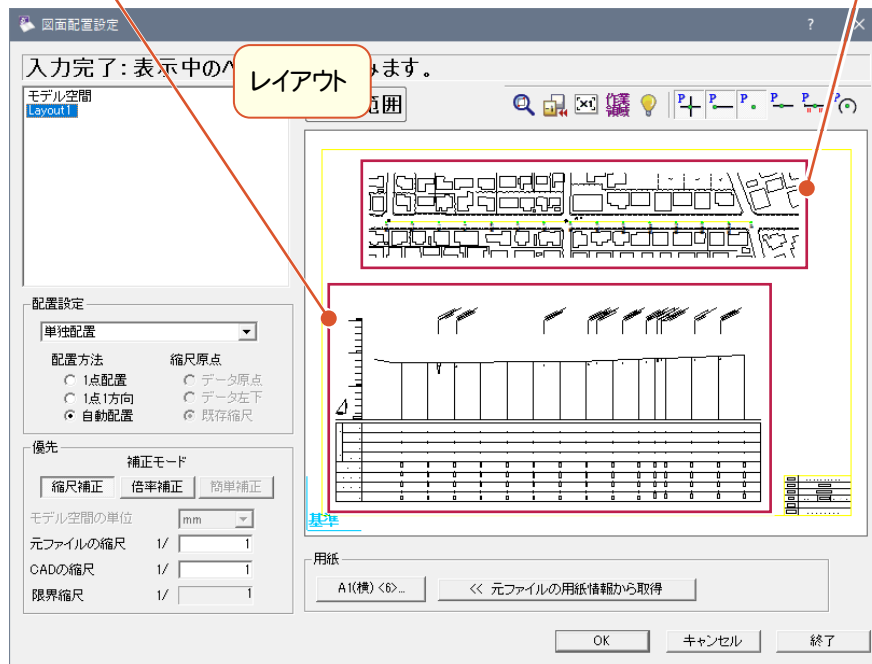 図面配置設定
?
入力完了：表示中のペ
みます。
レイアウト
モデル空間
Layout1
範囲
作業
補線
P
P
P
P
P
P
配置設定
単独配置
配置方法
縮尺原点
1点配置
データ原点
1点1方向
データ左下
自動配置
既存縮尺
優先
補正モード
縮尺補正
倍率補正
簡単補正
モデル空間の単位
mm
元ファイルの縮尺 1/ 1
CADの縮尺 1/ 1
限界縮尺 1/ 1
基準
用紙
A1(横) <6>...
<< 元ファイルの用紙情報から取得
OK
キャンセル
終了